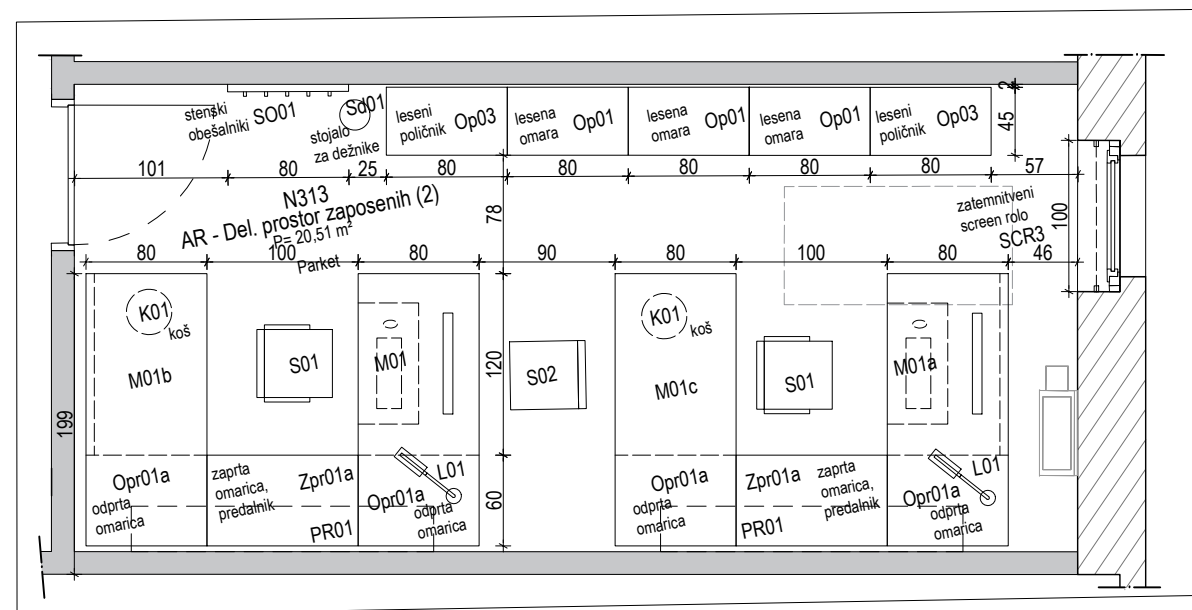 stenski
obešalniki
SO01
Sd01
stojalo
za dežnike
leseni
poličnik
Op03
lesena
omara
Op01
lesena
omara
Op01
lesena
omara
Op01
leseni
poličnik
Op03
2
45
101
80
25
80
80
80
80
80
57
N313
AR - Del. prostor zaposenih (2)
P= 20,51 m²
Parket
78
zatemnitveni
screen rolo
SCR3
100
80
100
80
90
80
100
80
46
K01
koš
M01b
S01
M01
120
S02
K01
koš
M01c
S01
M01a
199
Opr01a
odprta
omarica
zaprta
omarica,
predalnik
Zpr01a
PR01
L01
Opr01a
odprta
omarica
60
Opr01a
odprta
omarica
Zpr01a
PR01
zaprta
omarica,
predalnik
L01
Opr01a
odprta
omarica